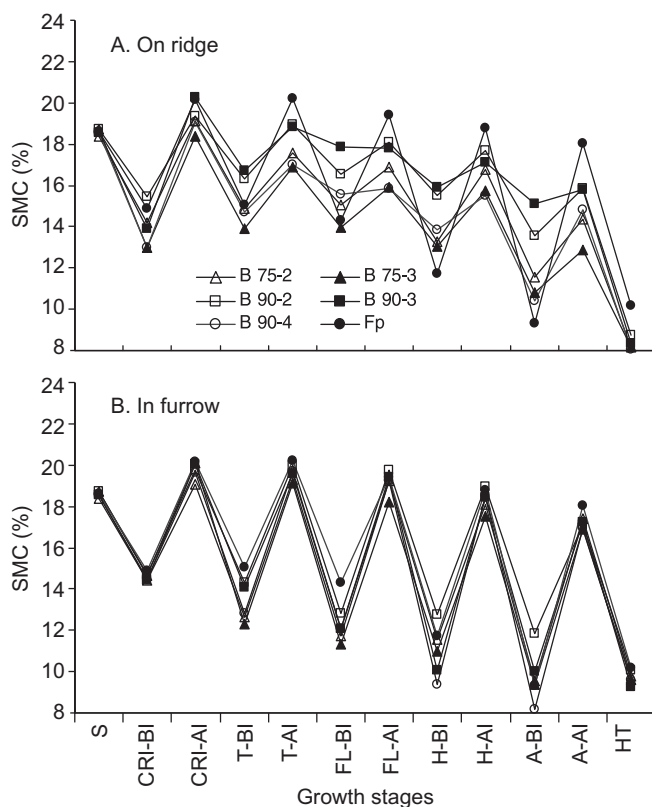 24
22
20
18
16
14
12
10
8
SMC (%)
A. On ridge
B 75-2
B 75-3
B 90-2
B 90-3
B 90-4
Fp
24
22
20
18
16
14
12
10
8
SMC (%)
B. In furrow
S
CRI-BI
CRI-AI
T-BI
T-AI
FL-BI
FL-AI
H-BI
H-AI
A-BI
A-AI
HT
Growth stages